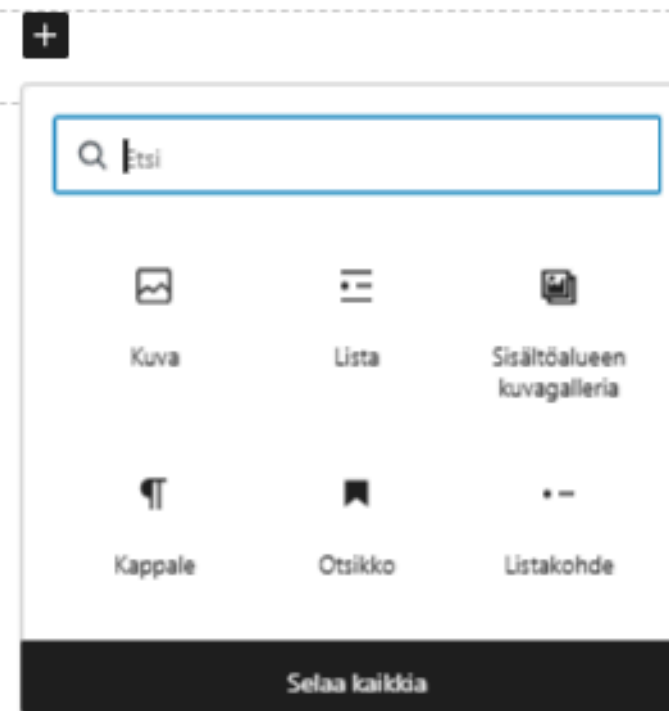 Etsi
Kuva
Lista
Sisältöalueen
kuvagalleria
Kappale
Otsikko
Listakohde
Selaa kaikkia